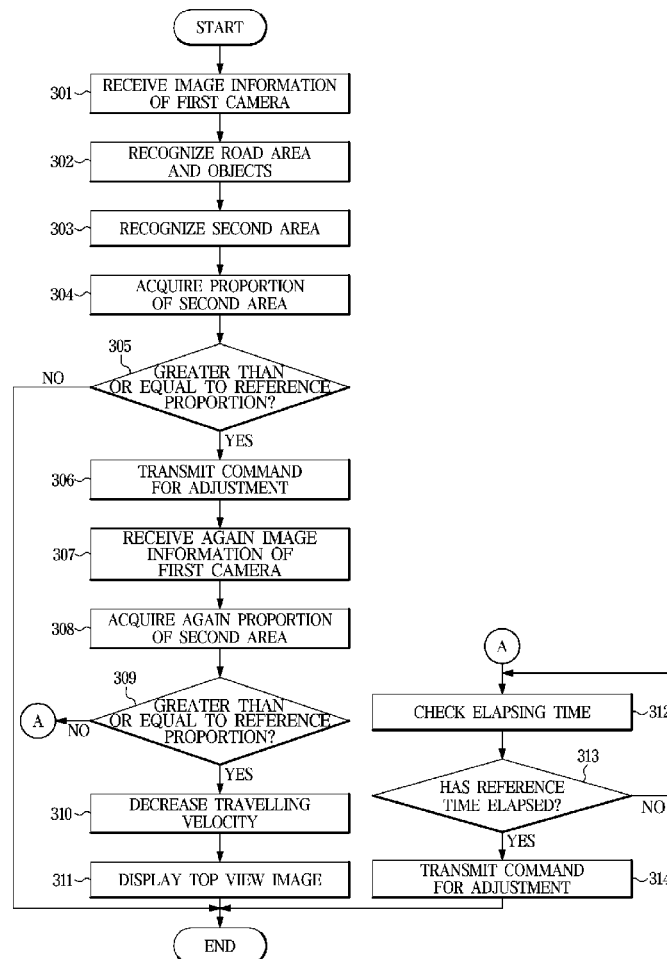 START
301
RECEIVE IMAGE INFORMATION
OF FIRST CAMERA
302
RECOGNIZE ROAD AREA
AND OBJECTS
303
RECOGNIZE SECOND AREA
304
ACQUIRE PROPORTION
OF SECOND AREA
305
GREATER THAN
OR EQUAL TO REFERENCE
PROPORTION?
NO
YES
306
TRANSMIT COMMAND
FOR ADJUSTMENT
307
RECEIVE AGAIN IMAGE
INFORMATION OF
FIRST CAMERA
308
ACQUIRE AGAIN PROPORTION
OF SECOND AREA
309
GREATER THAN
OR EQUAL TO REFERENCE
PROPORTION?
A
NO
YES
310
DECREASE TRAVELLING
VELOCITY
311
DISPLAY TOP VIEW IMAGE
END
A
CHECK ELAPSING TIME
312
313
HAS REFERENCE
TIME ELAPSED?
NO
YES
TRANSMIT COMMAND
FOR ADJUSTMENT
314